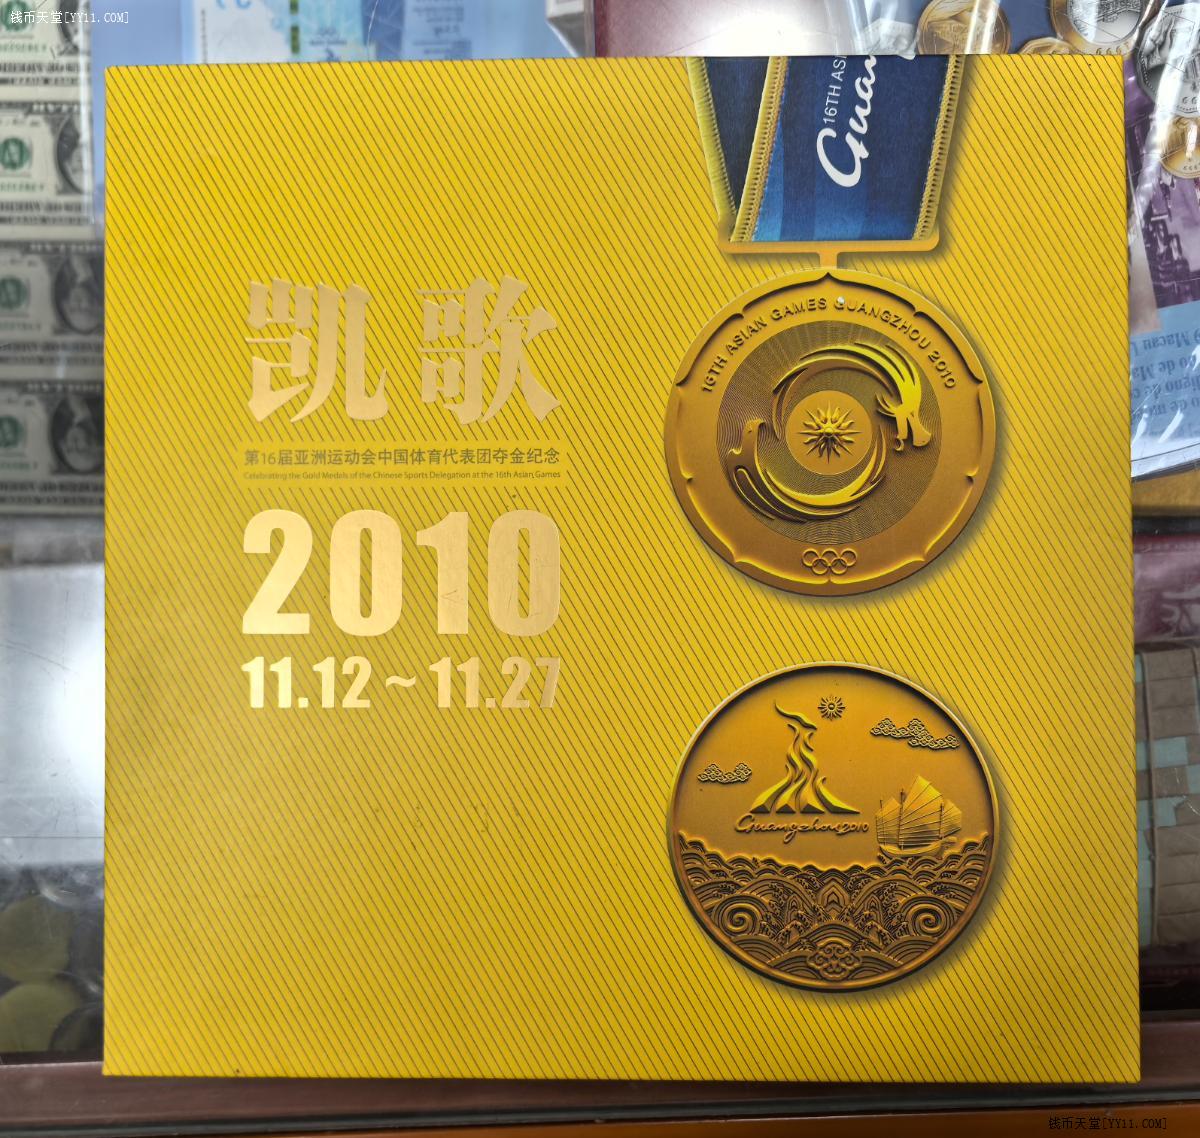 钱币天堂[YY11.COM]
16TH ASI
Guan
凯歌
第16届亚洲运动会中国体育代表团夺金纪念
Celebrating the Gold Medals of the Chinese Sports Delegation at the 16th Asian Games
2010
11.12~11.27
16TH ASIAN GAMES GUANGZHOU 2010
Guangzhou 2010
钱币天堂[YY11.COM]